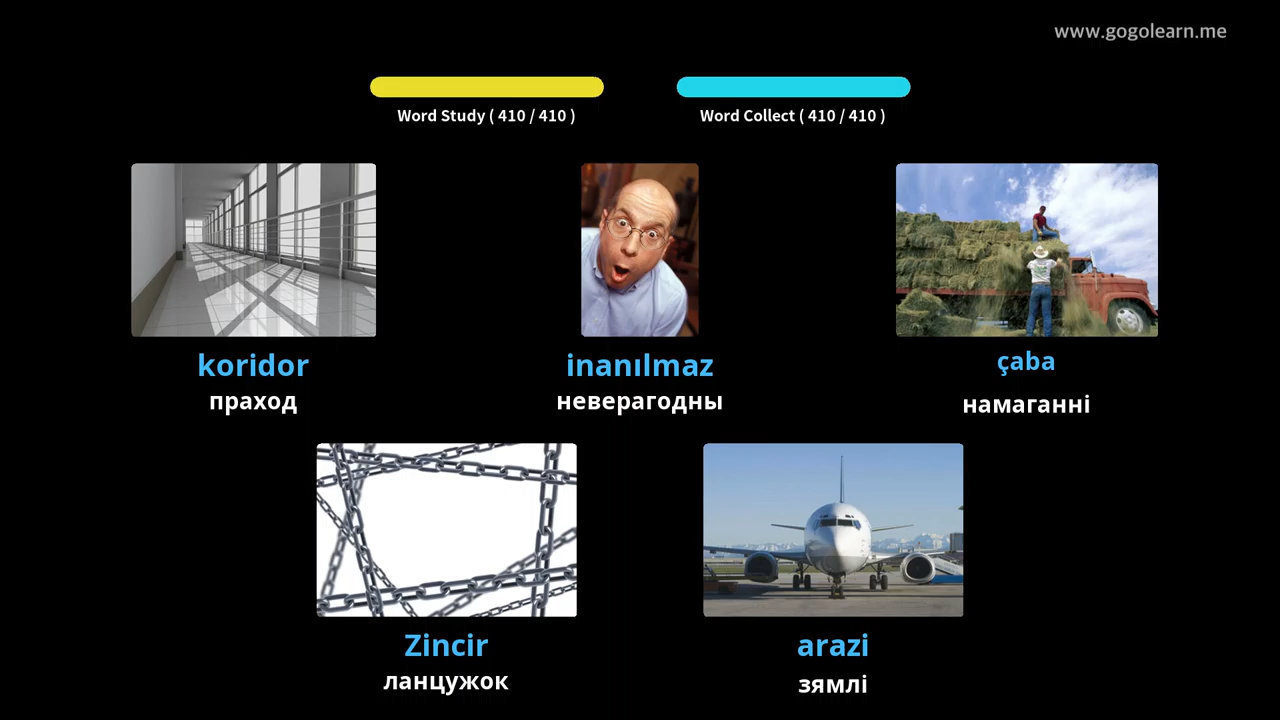 www.gogolearn.me
Word Study ( 410 / 410 )
Word Collect ( 410 / 410 )
koridor
праход
inanılmaz
неверагодны
çaba
намаганні
Zincir
ланцужок
arazi
зямлі